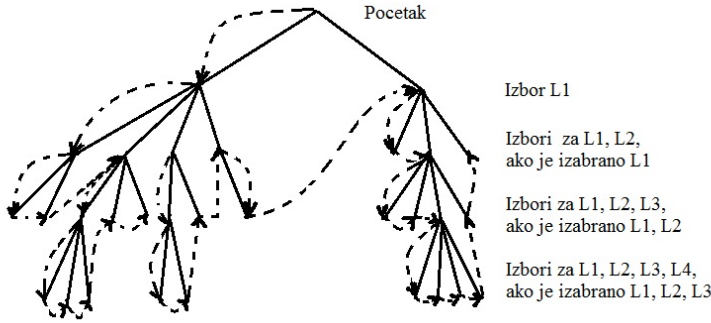 Pocetak
Izbor L1
Izbori za L1, L2,
ako je izabrano L1
Izbori za L1, L2, L3,
ako je izabrano L1, L2
Izbori za L1, L2, L3, L4,
ako je izabrano L1, L2, L3